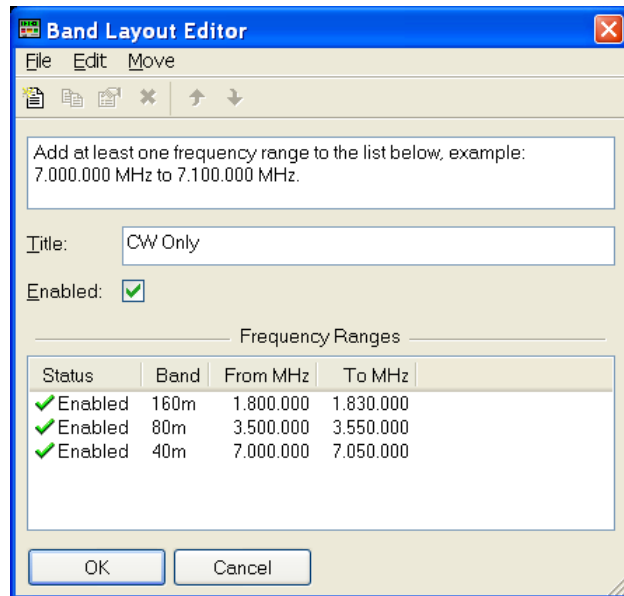 Band Layout Editor
File Edit Move
Add at least one frequency range to the list below, example:
7.000.000 MHz to 7.100.000 MHz.
Title: CW Only
Enabled:
Frequency Ranges
Status Band From MHz To MHz
Enabled 160m 1.800.000 1.830.000
Enabled 80m 3.500.000 3.550.000
Enabled 40m 7.000.000 7.050.000
OK Cancel